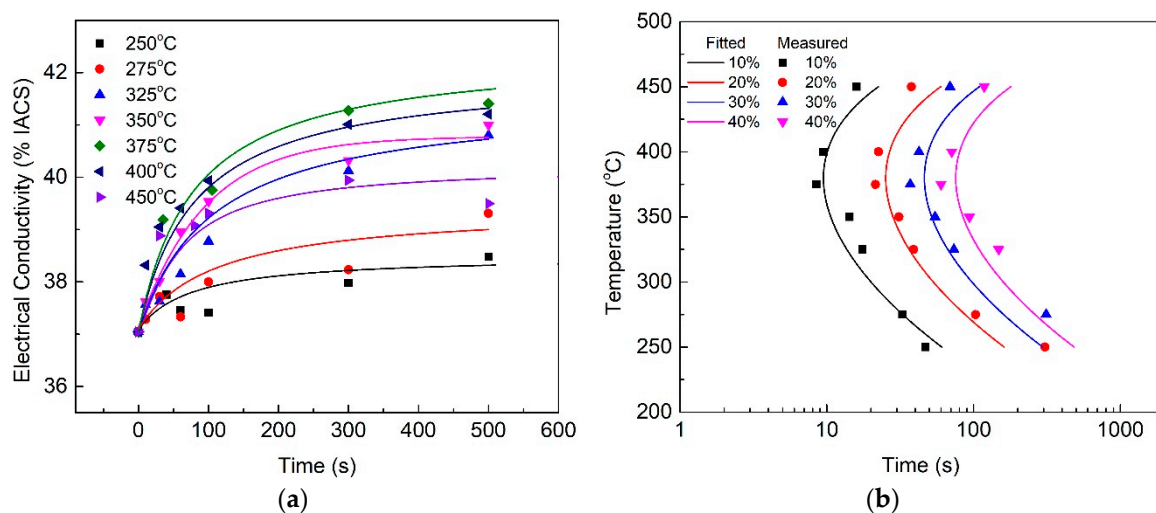 250°C
275°C
325°C
350°C
375°C
400°C
450°C
42
40
38
36
Electrical Conductivity (% IACS)
0 100 200 300 400 500 600
Time (s)
(a)
Fitted Measured
10% 10%
20% 20%
30% 30%
40% 40%
500
450
400
350
300
250
200
Temperature (°C)
1 10 100 1000
Time (s)
(b)